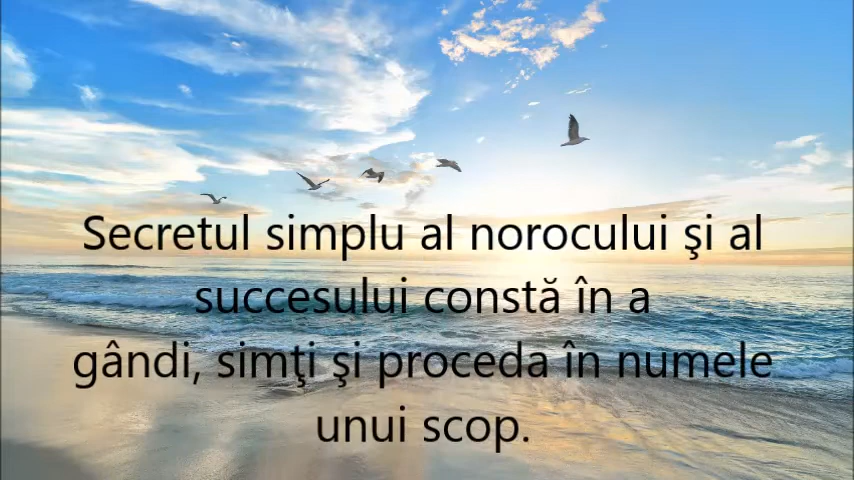 Secretul simplu al norocului şi al
succesului constă în a
gândi, simţi şi proceda în numele
unui scop.